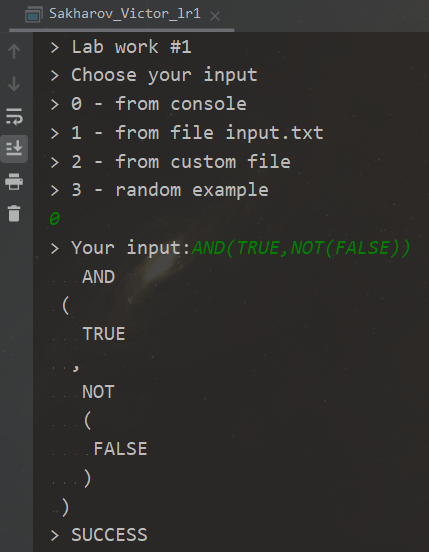 Sakharov_Victor_lr1
> Lab work #1
> Choose your input
> 0 - from console
> 1 - from file input.txt
> 2 - from custom file
> 3 - random example
0
> Your input:AND(TRUE,NOT(FALSE))
...AND
.(
...TRUE
..,
...NOT
...(
....FALSE
...)
.)
> SUCCESS